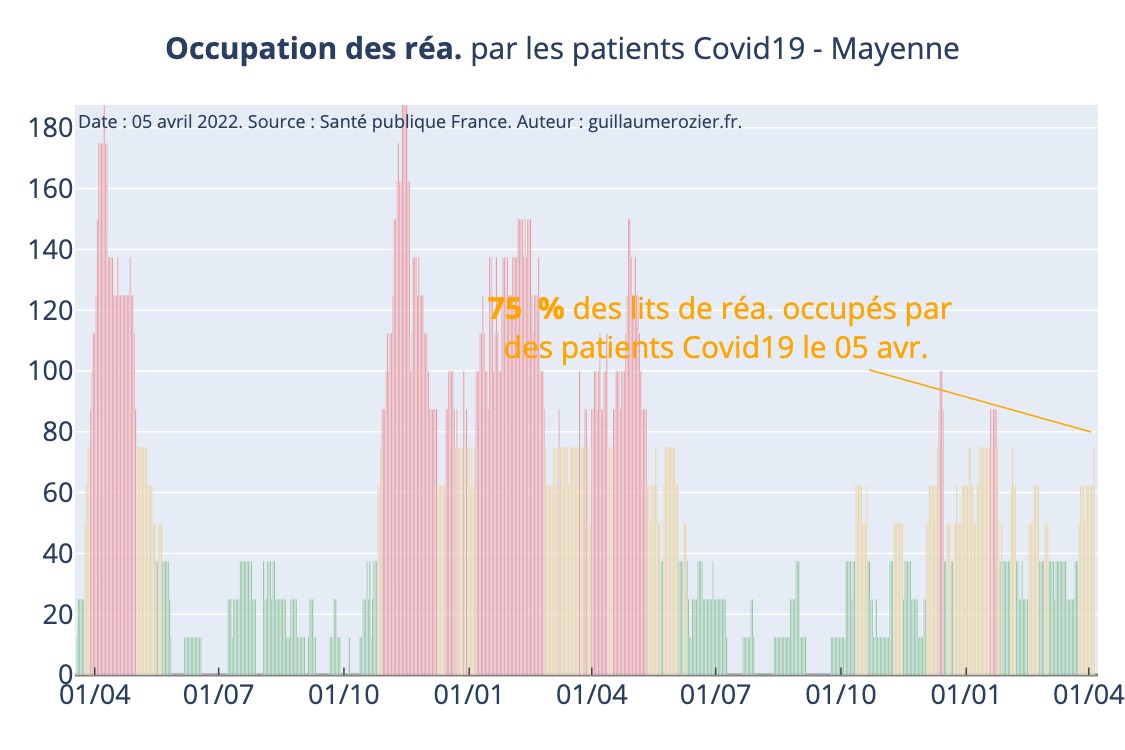 Occupation des réa. par les patients Covid19 - Mayenne
180
Date : 05 avril 2022. Source : Santé publique France. Auteur : guillaumerozier.fr.
160
140
120
75 % des lits de réa. occupés par
des patients Covid19 le 05 avr.
100
80
60
40
20
0
01/04 01/07 01/10 01/01 01/04 01/07 01/10 01/01 01/04